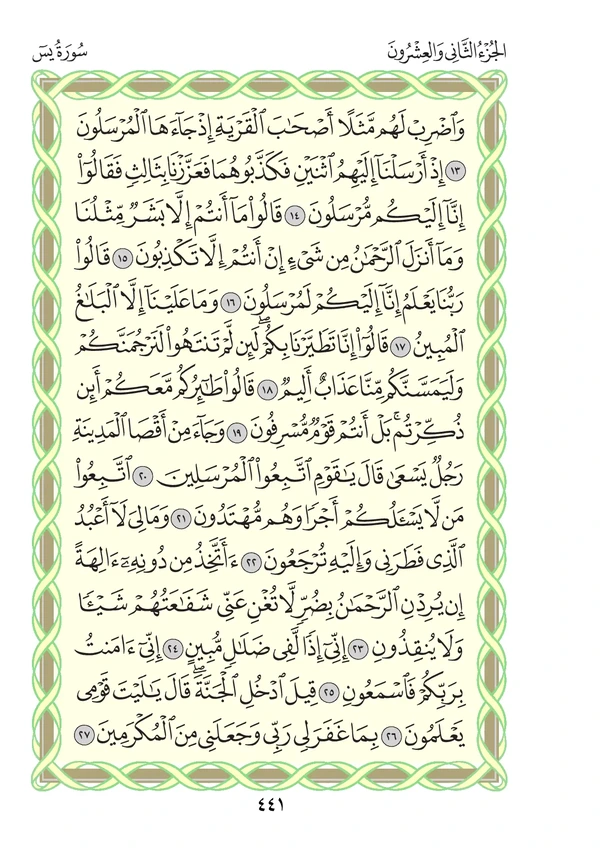 الجُزْءُ الثَّانِي وَالعِشْرُونَ
سُورَةُ يسٓ
وَٱضْرِبْ لَهُم مَّثَلًا أَصْحَٰبَ ٱلْقَرْيَةِ إِذْ جَآءَهَا ٱلْمُرْسَلُونَ
١٣ إِذْ أَرْسَلْنَآ إِلَيْهِمُ ٱثْنَيْنِ فَكَذَّبُوهُمَا فَعَزَّزْنَا بِثَالِثٍ فَقَالُوٓا۟
إِنَّآ إِلَيْكُم مُّرْسَلُونَ ١٤ قَالُوا۟ مَآ أَنتُمْ إِلَّا بَشَرٌ مِّثْلُنَا
وَمَآ أَنزَلَ ٱلرَّحْمَٰنُ مِن شَىْءٍ إِنْ أَنتُمْ إِلَّا تَكْذِبُونَ ١٥ قَالُوا۟
رَبُّنَا يَعْلَمُ إِنَّآ إِلَيْكُمْ لَمُرْسَلُونَ ١٦ وَمَا عَلَيْنَآ إِلَّا ٱلْبَلَٰغُ
ٱلْمُبِينُ ١٧ قَالُوٓا۟ إِنَّا تَطَيَّرْنَا بِكُمْ ۖ لَئِن لَّمْ تَنتَهُوا۟ لَنَرْجُمَنَّكُمْ
وَلَيَمَسَّنَّكُم مِّنَّا عَذَابٌ أَلِيمٌ ١٨ قَالُوا۟ طَٰٓئِرُكُم مَّعَكُمْ ۚ أَئِن
ذُكِّرْتُم ۚ بَلْ أَنتُمْ قَوْمٌ مُّسْرِفُونَ ١٩ وَجَآءَ مِنْ أَقْصَا ٱلْمَدِينَةِ
رَجُلٌ يَسْعَىٰ قَالَ يَٰقَوْمِ ٱتَّبِعُوا۟ ٱلْمُرْسَلِينَ ٢٠ ٱتَّبِعُوا۟
مَن لَّا يَسْـَٔلُكُمْ أَجْرًا وَهُم مُّهْتَدُونَ ٢١ وَمَا لِىَ لَآ أَعْبُدُ
ٱلَّذِى فَطَرَنِى وَإِلَيْهِ تُرْجَعُونَ ٢٢ ءَأَتَّخِذُ مِن دُونِهِۦٓ ءَالِهَةً
إِن يُرِدْنِ ٱلرَّحْمَٰنُ بِضُرٍّ لَّا تُغْنِ عَنِّى شَفَٰعَتُهُمْ شَيْـًٔا
وَلَا يُنقِذُونِ ٢٣ إِنِّىٓ إِذًا لَّفِى ضَلَٰلٍ مُّبِينٍ ٢٤ إِنِّىٓ ءَامَنتُ
بِرَبِّكُمْ فَٱسْمَعُونِ ٢٥ قِيلَ ٱدْخُلِ ٱلْجَنَّةَ ۖ قَالَ يَٰلَيْتَ قَوْمِى
يَعْلَمُونَ ٢٦ بِمَا غَفَرَ لِى رَبِّى وَجَعَلَنِى مِنَ ٱلْمُكْرَمِينَ ٢٧
٤٤١